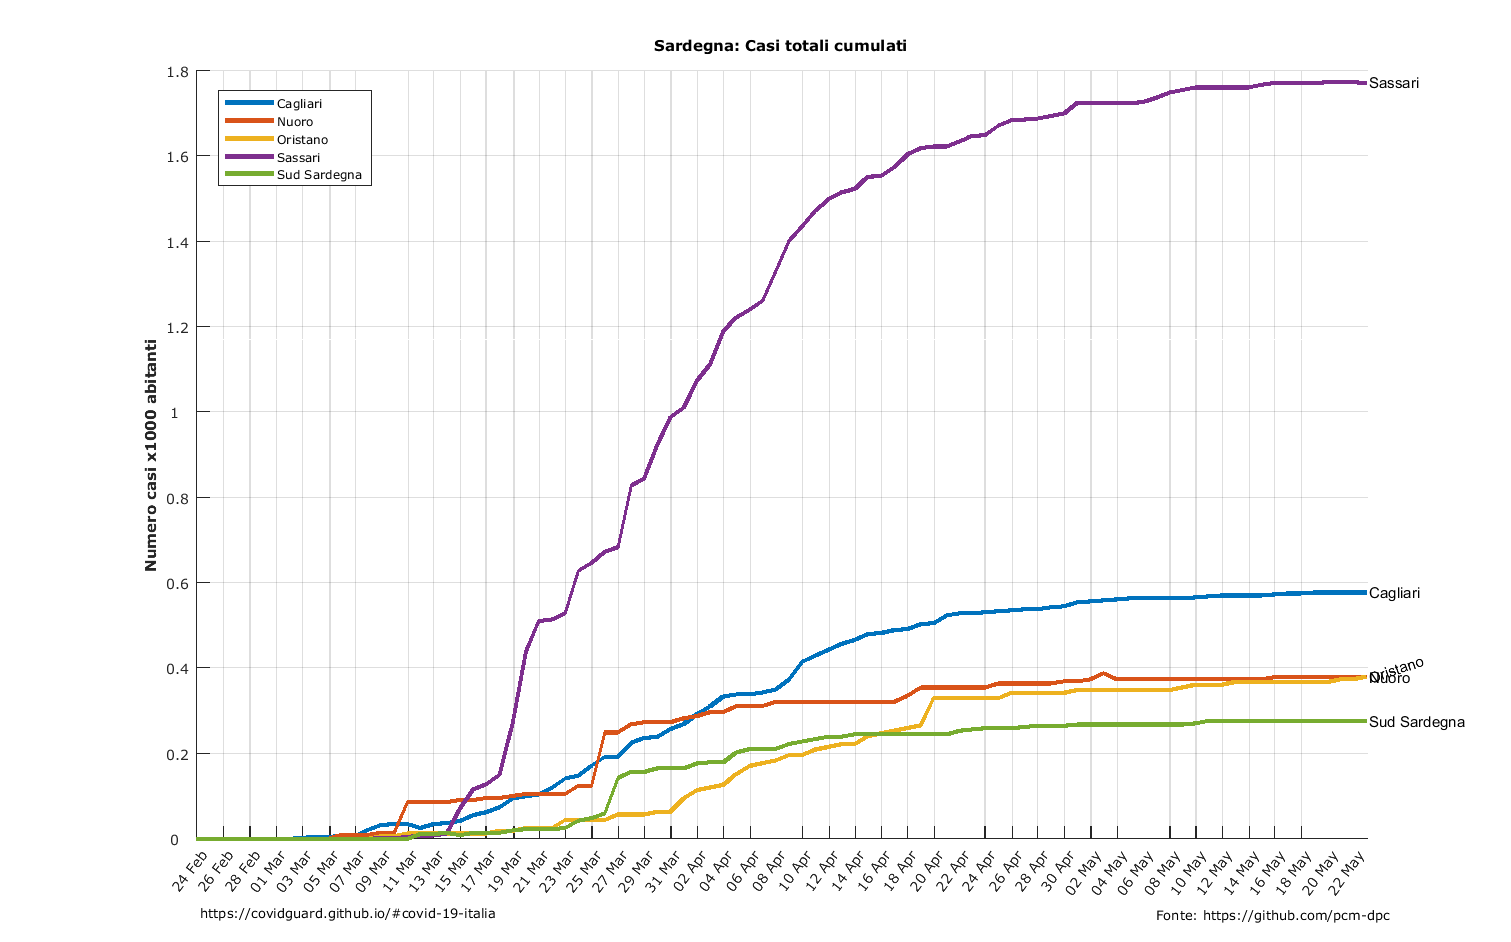 Sardegna: Casi totali cumulati
Numero casi x1000 abitanti
1.8
1.6
1.4
1.2
1
0.8
0.6
0.4
0.2
0
Cagliari
Nuoro
Oristano
Sassari
Sud Sardegna
Sassari
Cagliari
Oristano
Nuoro
Sud Sardegna
24 Feb
26 Feb
28 Feb
01 Mar
03 Mar
05 Mar
07 Mar
09 Mar
11 Mar
13 Mar
15 Mar
17 Mar
19 Mar
21 Mar
23 Mar
25 Mar
27 Mar
29 Mar
31 Mar
02 Apr
04 Apr
06 Apr
08 Apr
10 Apr
12 Apr
14 Apr
16 Apr
18 Apr
20 Apr
22 Apr
24 Apr
26 Apr
28 Apr
30 Apr
02 May
04 May
06 May
08 May
10 May
12 May
14 May
16 May
18 May
20 May
22 May
https://covidguard.github.io/#covid-19-italia
Fonte: https://github.com/pcm-dpc